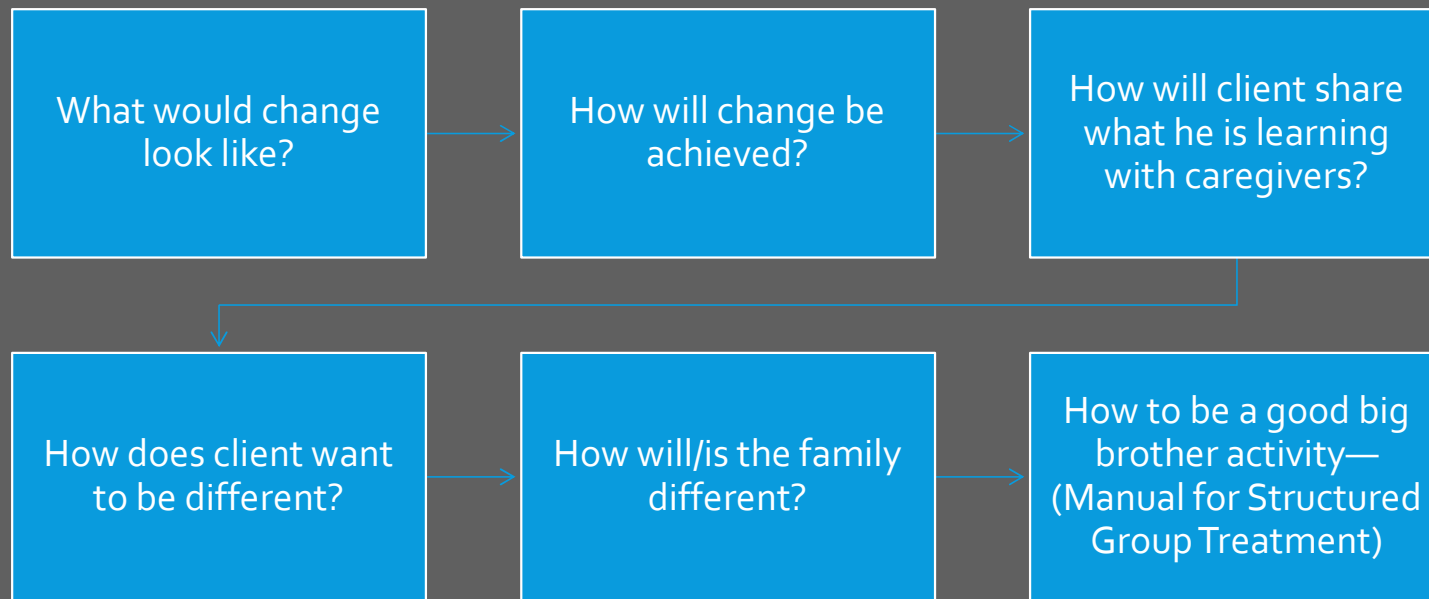 What would change
look like?
How will change be
achieved?
How will client share
what he is learning
with caregivers?
How does client want
to be different?
How will/is the family
different?
How to be a good big
brother activity—
(Manual for Structured
Group Treatment)